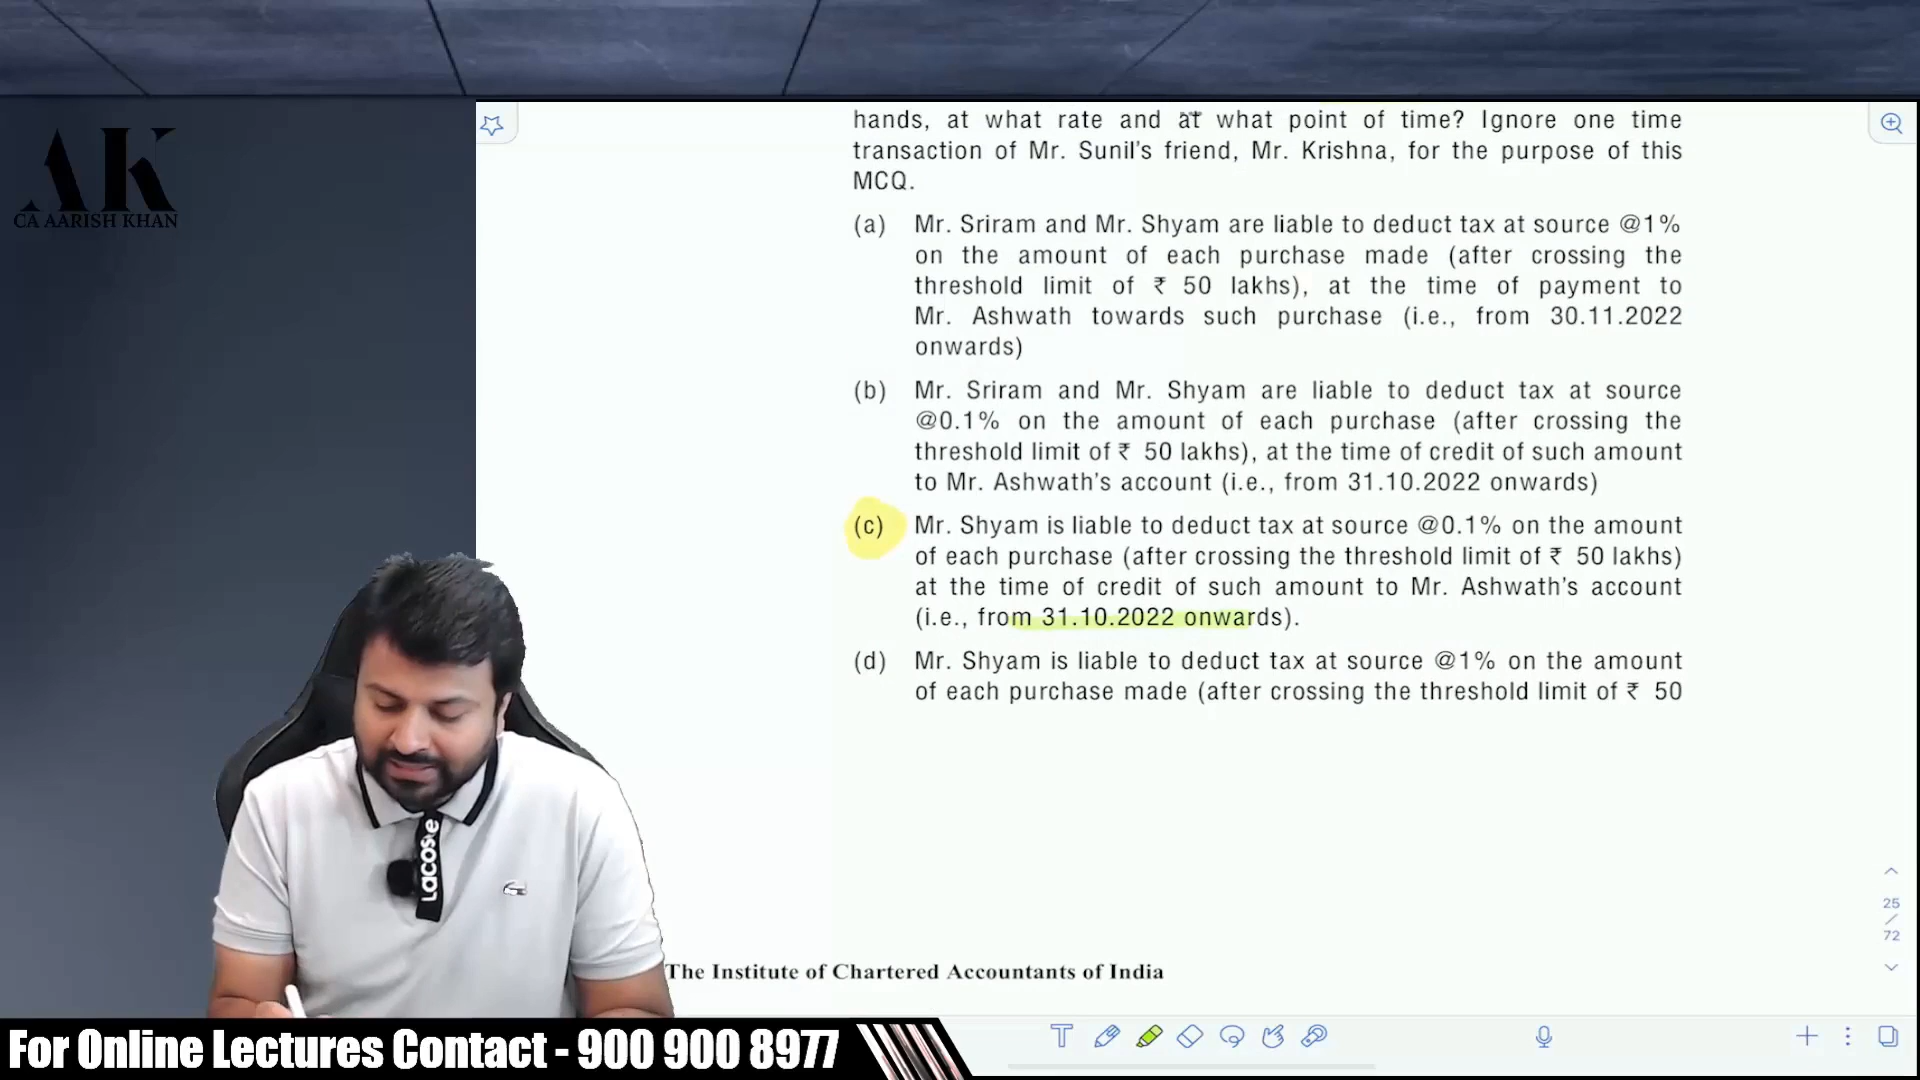 AK
CA AARISH KHAN
hands, at what rate and at what point of time? Ignore one time
transaction of Mr. Sunil's friend, Mr. Krishna, for the purpose of this
MCQ.
(a) Mr. Sriram and Mr. Shyam are liable to deduct tax at source @1%
on the amount of each purchase made (after crossing the
threshold limit of ₹ 50 lakhs), at the time of payment to
Mr. Ashwath towards such purchase (i.e., from 30.11.2022
onwards)
(b) Mr. Sriram and Mr. Shyam are liable to deduct tax at source
@0.1% on the amount of each purchase (after crossing the
threshold limit of ₹ 50 lakhs), at the time of credit of such amount
to Mr. Ashwath's account (i.e., from 31.10.2022 onwards)
(c) Mr. Shyam is liable to deduct tax at source @0.1% on the amount
of each purchase (after crossing the threshold limit of ₹ 50 lakhs)
at the time of credit of such amount to Mr. Ashwath's account
(i.e., from 31.10.2022 onwards).
(d) Mr. Shyam is liable to deduct tax at source @1% on the amount
of each purchase made (after crossing the threshold limit of ₹ 50
25
/
72
The Institute of Chartered Accountants of India
For Online Lectures Contact - 900 900 8977